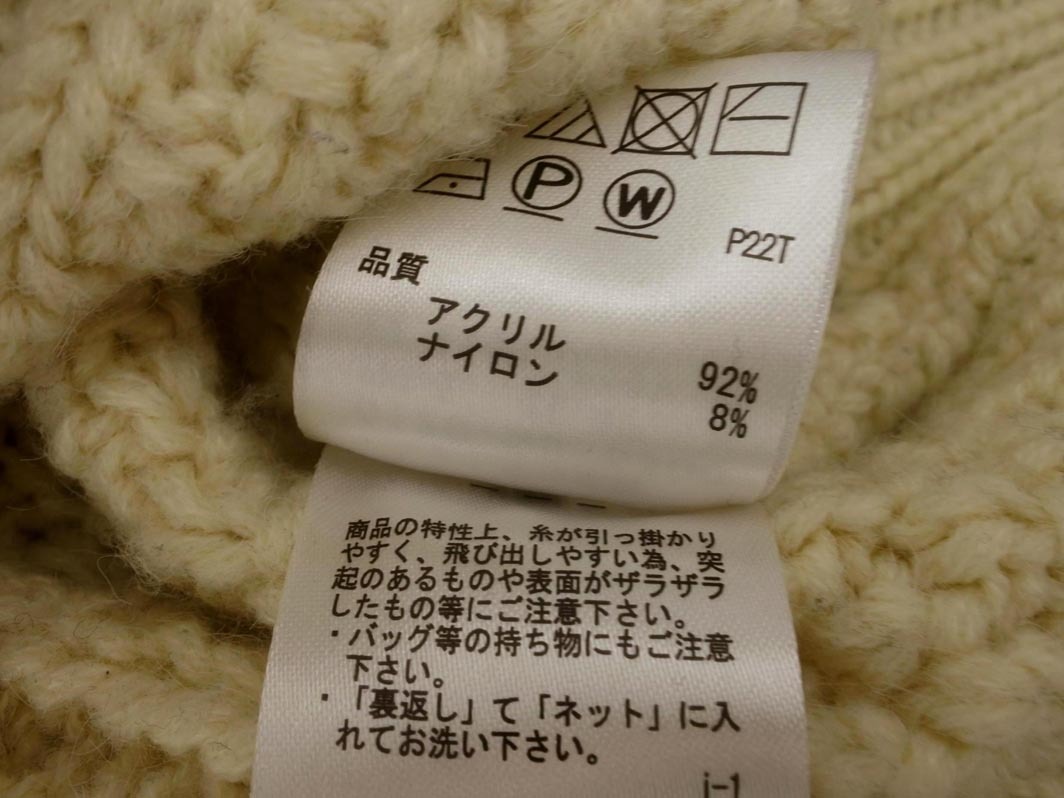 P
W
P22T
品質
アクリル 92%
ナイロン 8%
商品の特性上、糸が引っ掛かり
やすく、飛び出しやすい為、突
起のあるものや表面がザラザラ
したもの等にご注意下さい。
・バッグ等の持ち物にもご注意
下さい。
・「裏返し」て「ネット」に入
れてお洗い下さい。
i-1